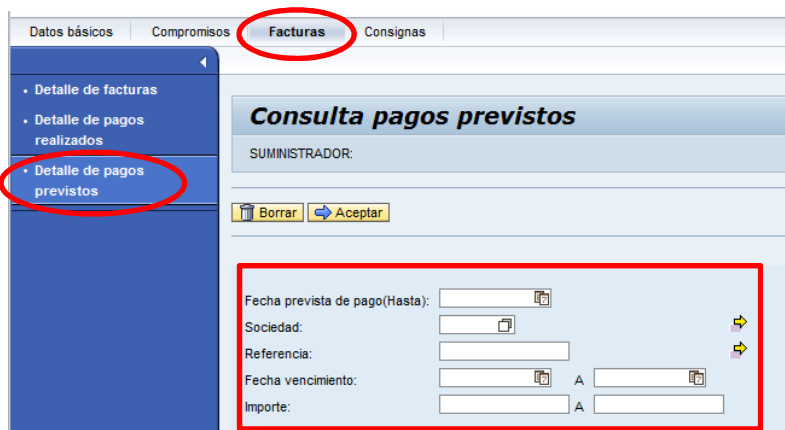 Datos básicos Compromisos Facturas Consignas
Detalle de facturas
Detalle de pagos
realizados
Detalle de pagos
previstos
Consulta pagos previstos
SUMINISTRADOR:
Borrar Aceptar
Fecha prevista de pago(Hasta):
Sociedad:
Referencia:
Fecha vencimiento: A
Importe: A